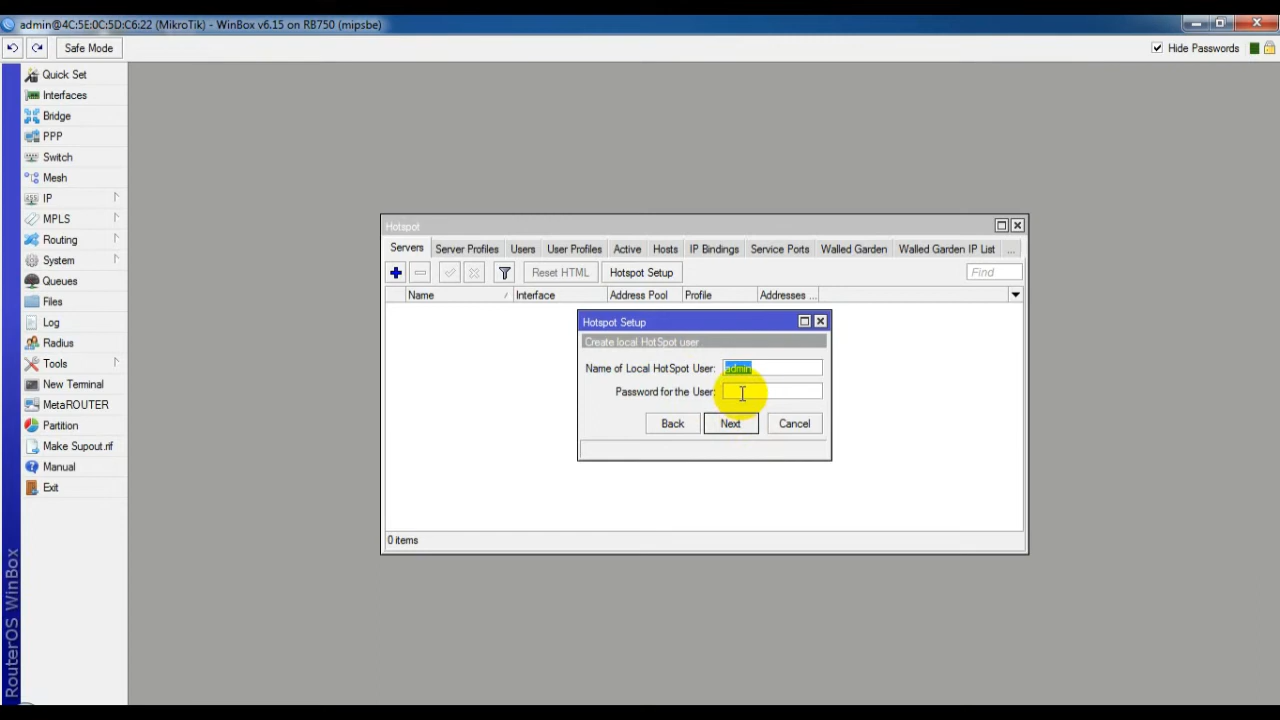 admin@4C:5E:0C:5D:C6:22 (MikroTik) - WinBox v6.15 on RB750 (mipsbe)
Safe Mode
Hide Passwords
Quick Set
Interfaces
Bridge
PPP
Switch
Mesh
IP
MPLS
Routing
System
Queues
Files
Log
Radius
Tools
New Terminal
MetaROUTER
Partition
Make Supout.rif
Manual
Exit
RouterOS WinBox
Hotspot
Servers Server Profiles Users User Profiles Active Hosts IP Bindings Service Ports Walled Garden Walled Garden IP List ...
Reset HTML Hotspot Setup Find
Name Interface Address Pool Profile Addresses ...
Hotspot Setup
Create local HotSpot user
Name of Local HotSpot User: admin
Password for the User:
Back Next Cancel
0 items